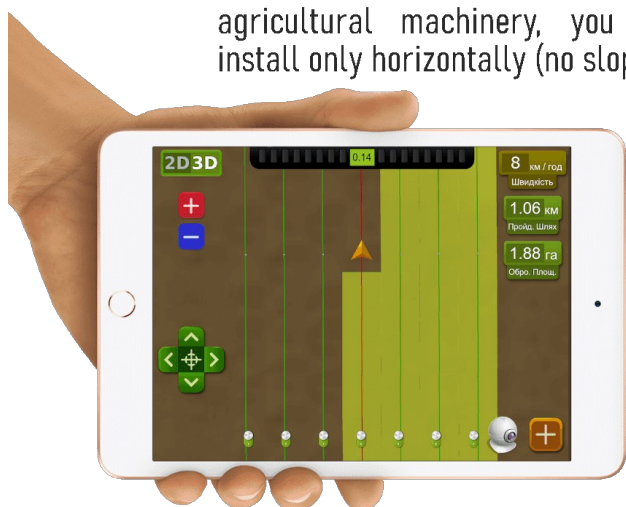 agricultural machinery, you
install only horizontally (no
2D3D
0.14
8 км / год
Швидкість
1.06 км
Пройд. Шлях
1.88 га
Обро. Площ.